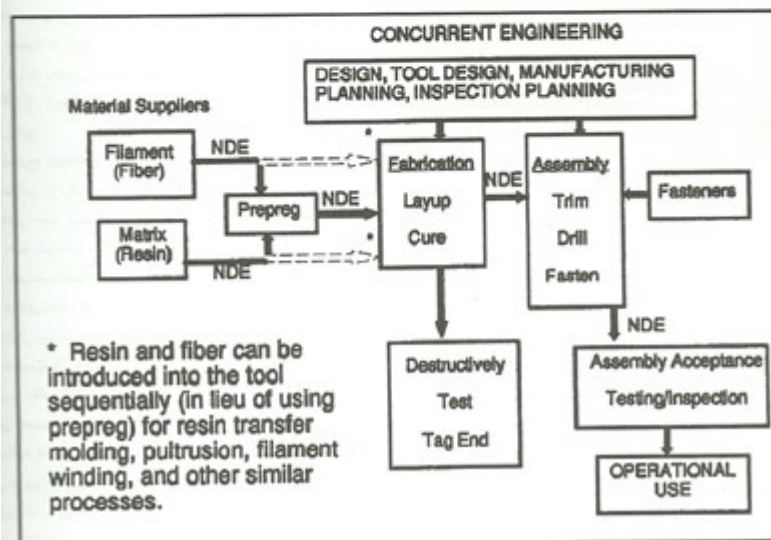 CONCURRENT ENGINEERING
DESIGN, TOOL DESIGN, MANUFACTURING
PLANNING, INSPECTION PLANNING
Material Suppliers
Filament
(Fiber)
NDE
*
Prepreg
NDE
Matrix
(Resin)
NDE
*
Fabrication
Layup
Cure
NDE
Assembly
Trim
Drill
Fasten
Fasteners
NDE
Destructively
Test
Tag End
Assembly Acceptance
Testing/Inspection
OPERATIONAL
USE
* Resin and fiber can be
introduced into the tool
sequentially (in lieu of using
prepreg) for resin transfer
molding, pultrusion, filament
winding, and other similar
processes.